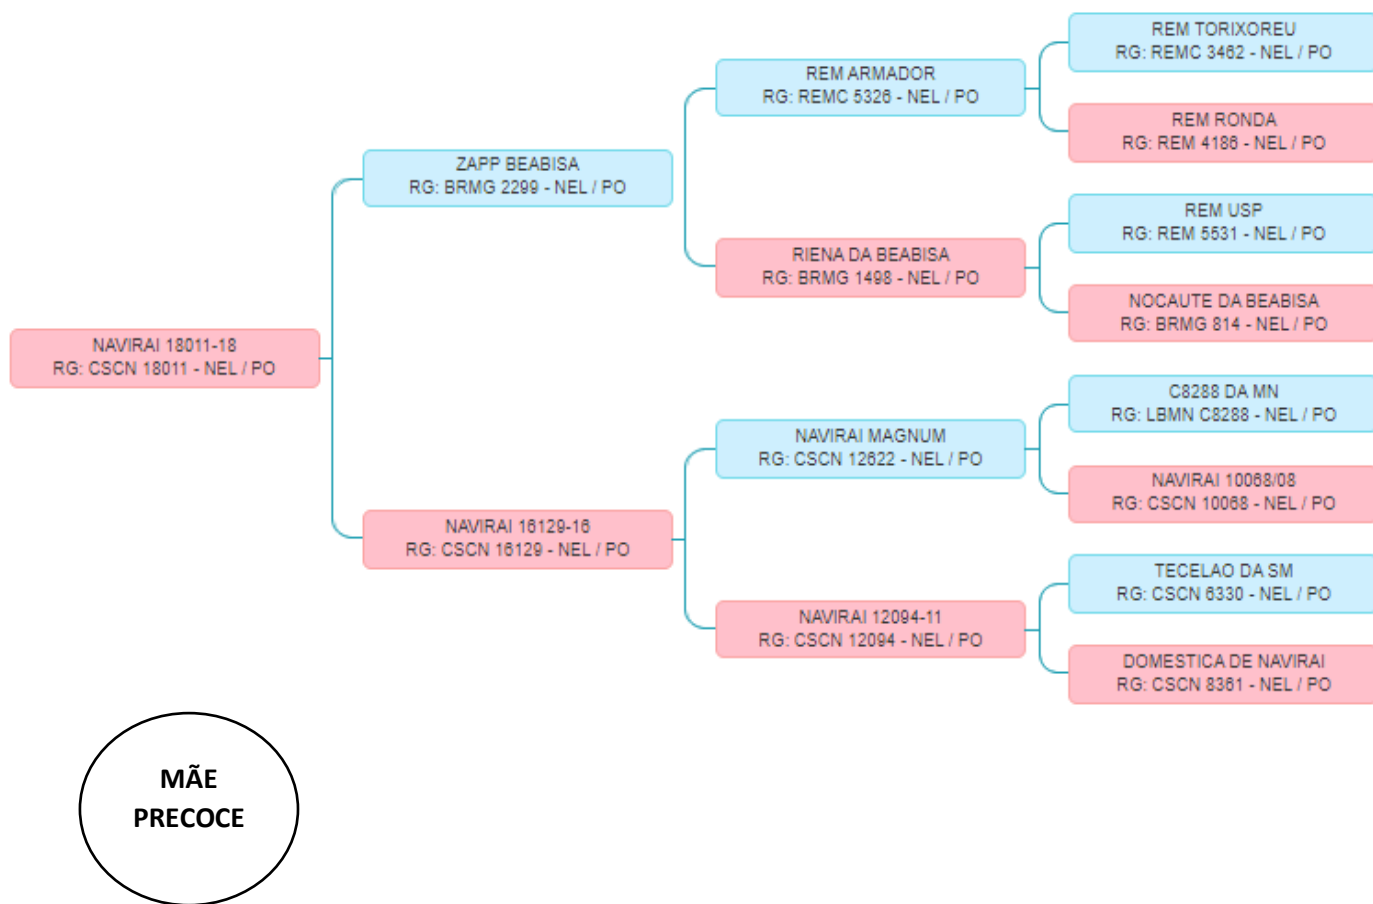 REM TORIXOREU
RG: REMC 3462 - NEL / PO
REM ARMADOR
RG: REMC 5326 - NEL / PO
REM RONDA
RG: REM 4186 - NEL / PO
ZAPP BEABISA
RG: BRMG 2299 - NEL / PO
REM USP
RG: REM 5531 - NEL / PO
RIENA DA BEABISA
RG: BRMG 1498 - NEL / PO
NOCAUTE DA BEABISA
RG: BRMG 814 - NEL / PO
NAVIRAI 18011-18
RG: CSCN 18011 - NEL / PO
C8288 DA MN
RG: LBMN C8288 - NEL / PO
NAVIRAI MAGNUM
RG: CSCN 12622 - NEL / PO
NAVIRAI 10068/08
RG: CSCN 10068 - NEL / PO
NAVIRAI 16129-16
RG: CSCN 16129 - NEL / PO
TECELAO DA SM
RG: CSCN 6330 - NEL / PO
NAVIRAI 12094-11
RG: CSCN 12094 - NEL / PO
DOMESTICA DE NAVIRAI
RG: CSCN 8361 - NEL / PO
MÃE
PRECOCE